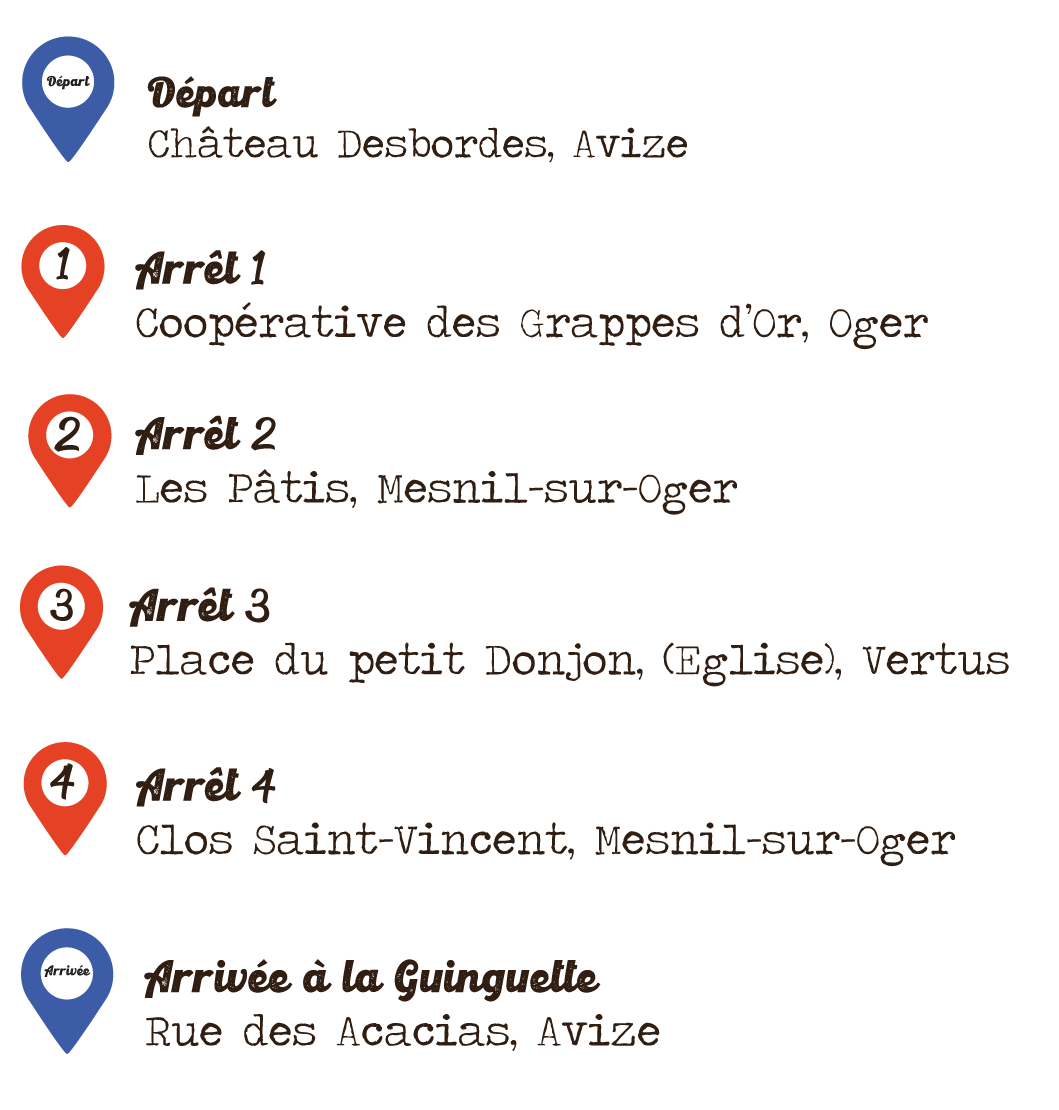 Départ
Départ
Château Desbordes, Avize
1
Arrêt 1
Coopérative des Grappes d'Or, Oger
2
Arrêt 2
Les Pâtis, Mesnil-sur-Oger
3
Arrêt 3
Place du petit Donjon, (Eglise), Vertus
4
Arrêt 4
Clos Saint-Vincent, Mesnil-sur-Oger
Arrivée
Arrivée à la Guinguette
Rue des Acacias, Avize